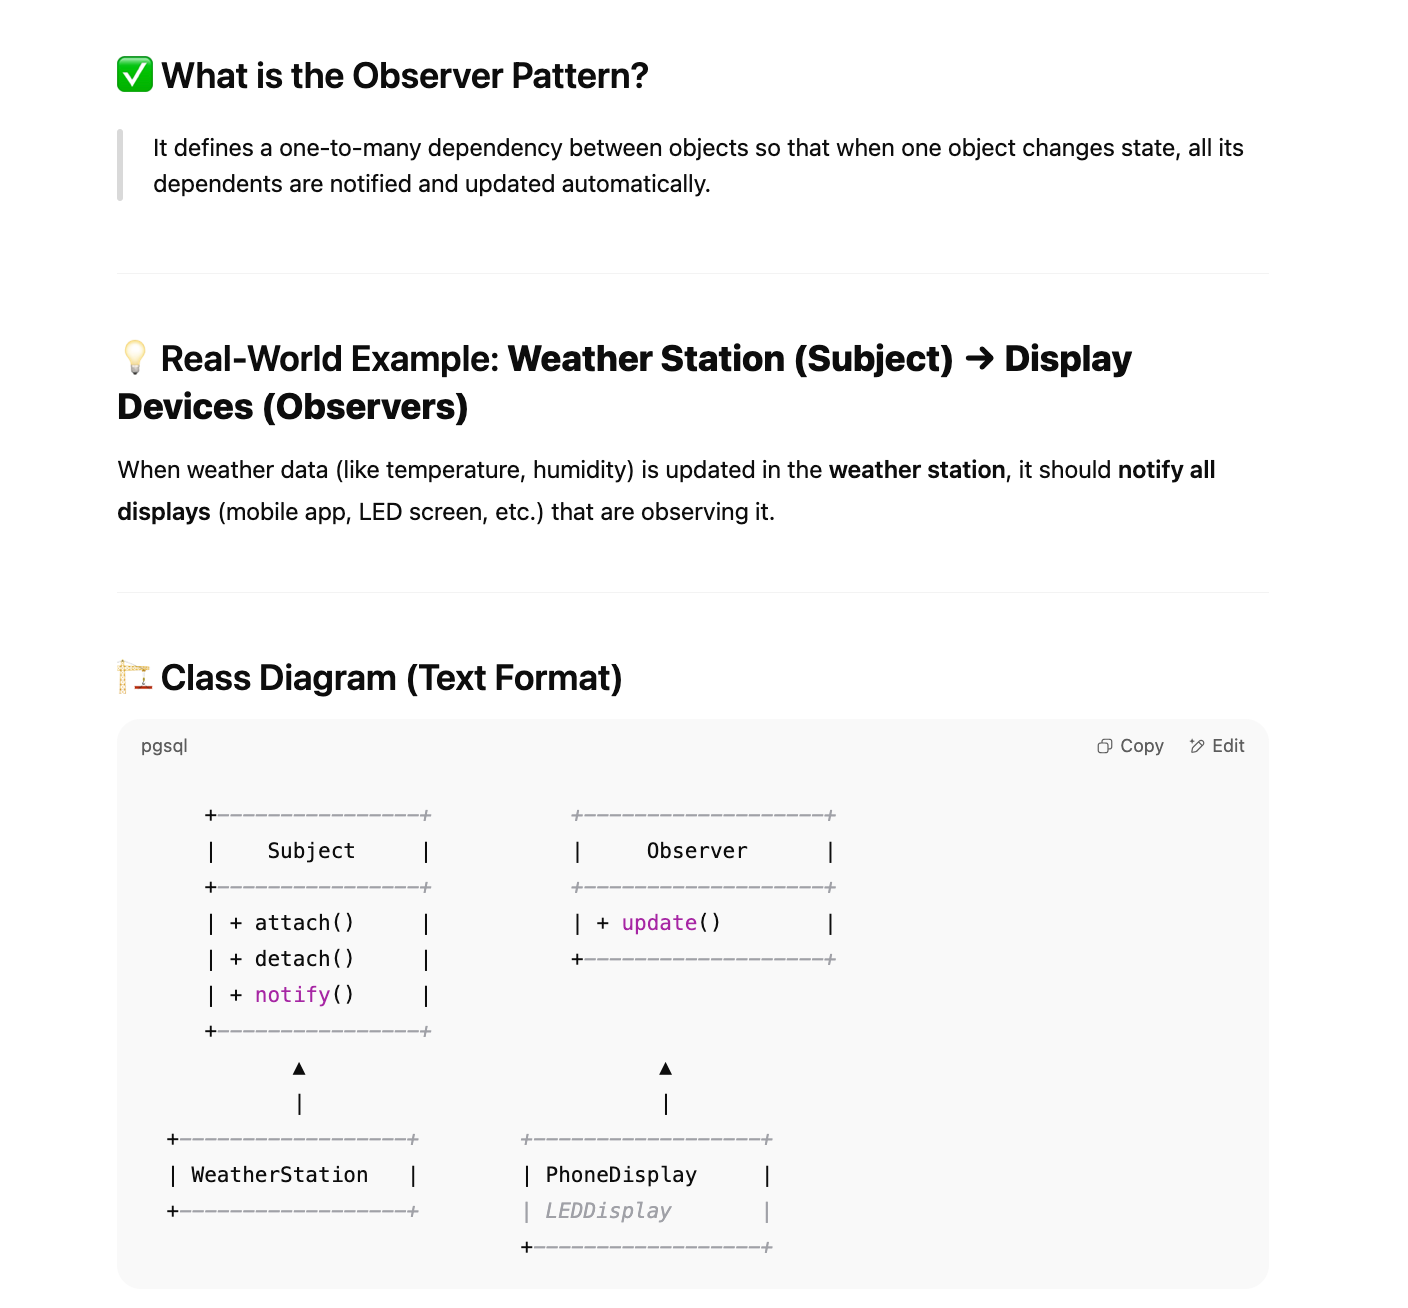 ✅ What is the Observer Pattern?
It defines a one-to-many dependency between objects so that when one object changes state, all its
dependents are notified and updated automatically.
💡 Real-World Example: Weather Station (Subject) → Display
Devices (Observers)
When weather data (like temperature, humidity) is updated in the weather station, it should notify all
displays (mobile app, LED screen, etc.) that are observing it.
🏗️ Class Diagram (Text Format)
pgsql Copy Edit
   +----------------+           +-------------------+
   |    Subject     |           |     Observer      |
   +----------------+           +-------------------+
   | + attach()     |           | + update()        |
   | + detach()     |           +-------------------+
   | + notify()     |
   +----------------+
          ▲                            ▲
          |                            |
+------------------+        +------------------+
| WeatherStation   |        | PhoneDisplay     |
+------------------+        | LEDDisplay       |
                            +------------------+